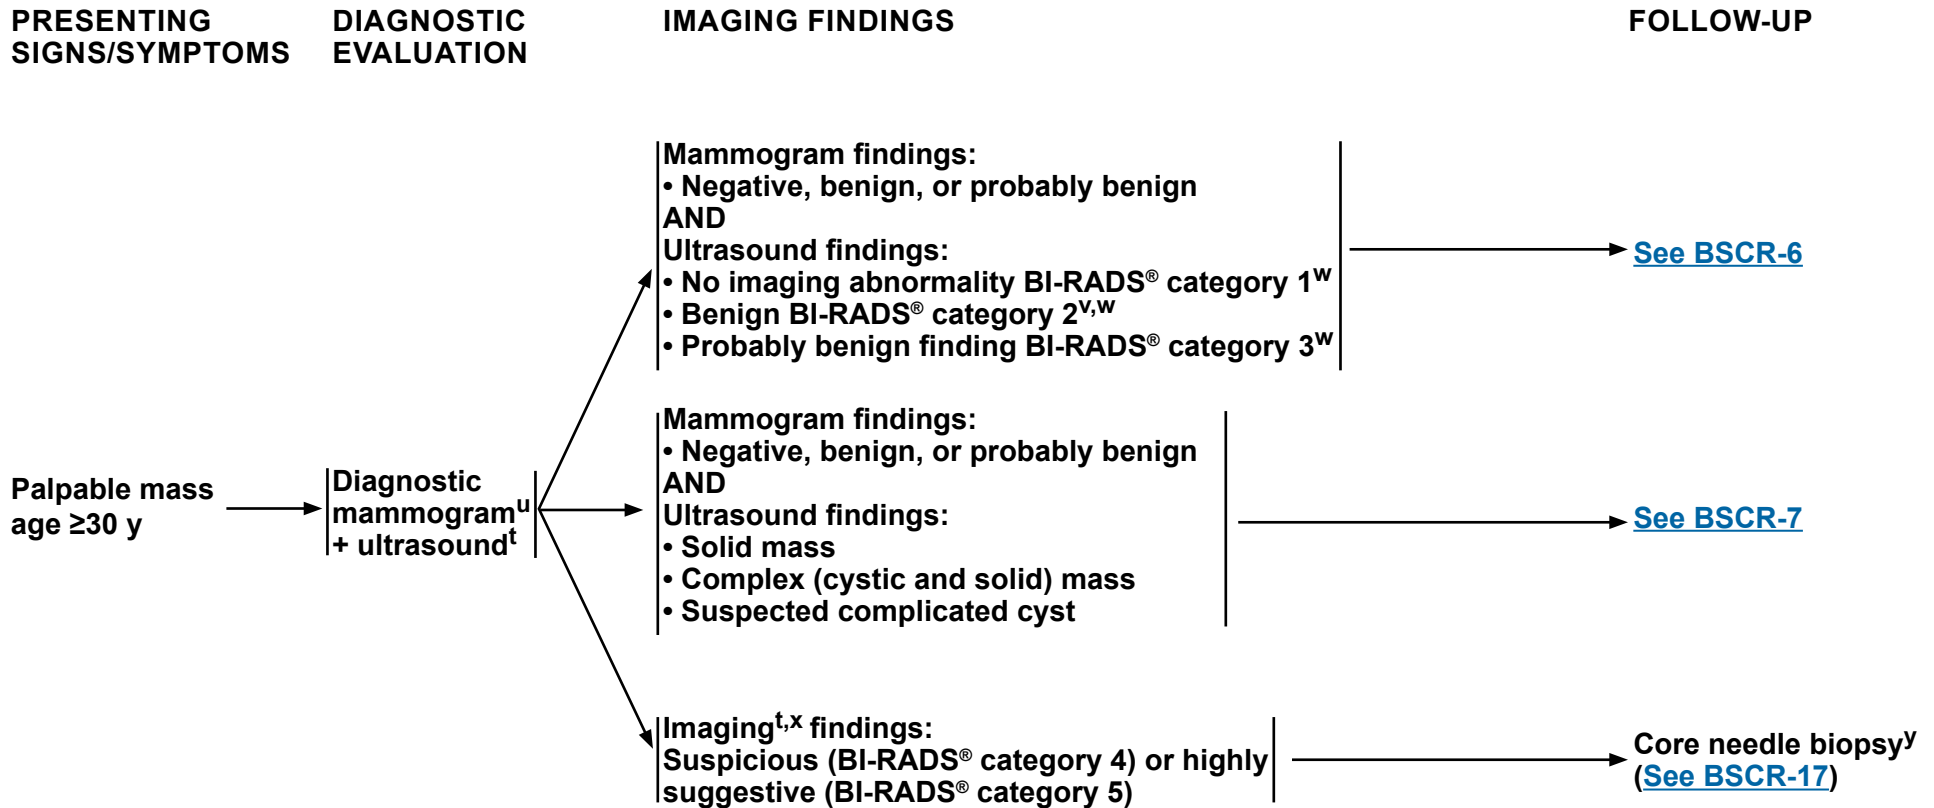 PRESENTING
SIGNS/SYMPTOMS
DIAGNOSTIC
EVALUATION
IMAGING FINDINGS
FOLLOW-UP
Palpable mass
age ≥30 y
Diagnostic
mammogramᵘ
+ ultrasoundᵗ
Mammogram findings:
• Negative, benign, or probably benign
AND
Ultrasound findings:
• No imaging abnormality BI-RADS® category 1ʷ
• Benign BI-RADS® category 2ᵛ,ʷ
• Probably benign finding BI-RADS® category 3ʷ
See BSCR-6
Mammogram findings:
• Negative, benign, or probably benign
AND
Ultrasound findings:
• Solid mass
• Complex (cystic and solid) mass
• Suspected complicated cyst
See BSCR-7
Imagingᵗ,ˣ findings:
Suspicious (BI-RADS® category 4) or highly
suggestive (BI-RADS® category 5)
Core needle biopsyʸ
(See BSCR-17)